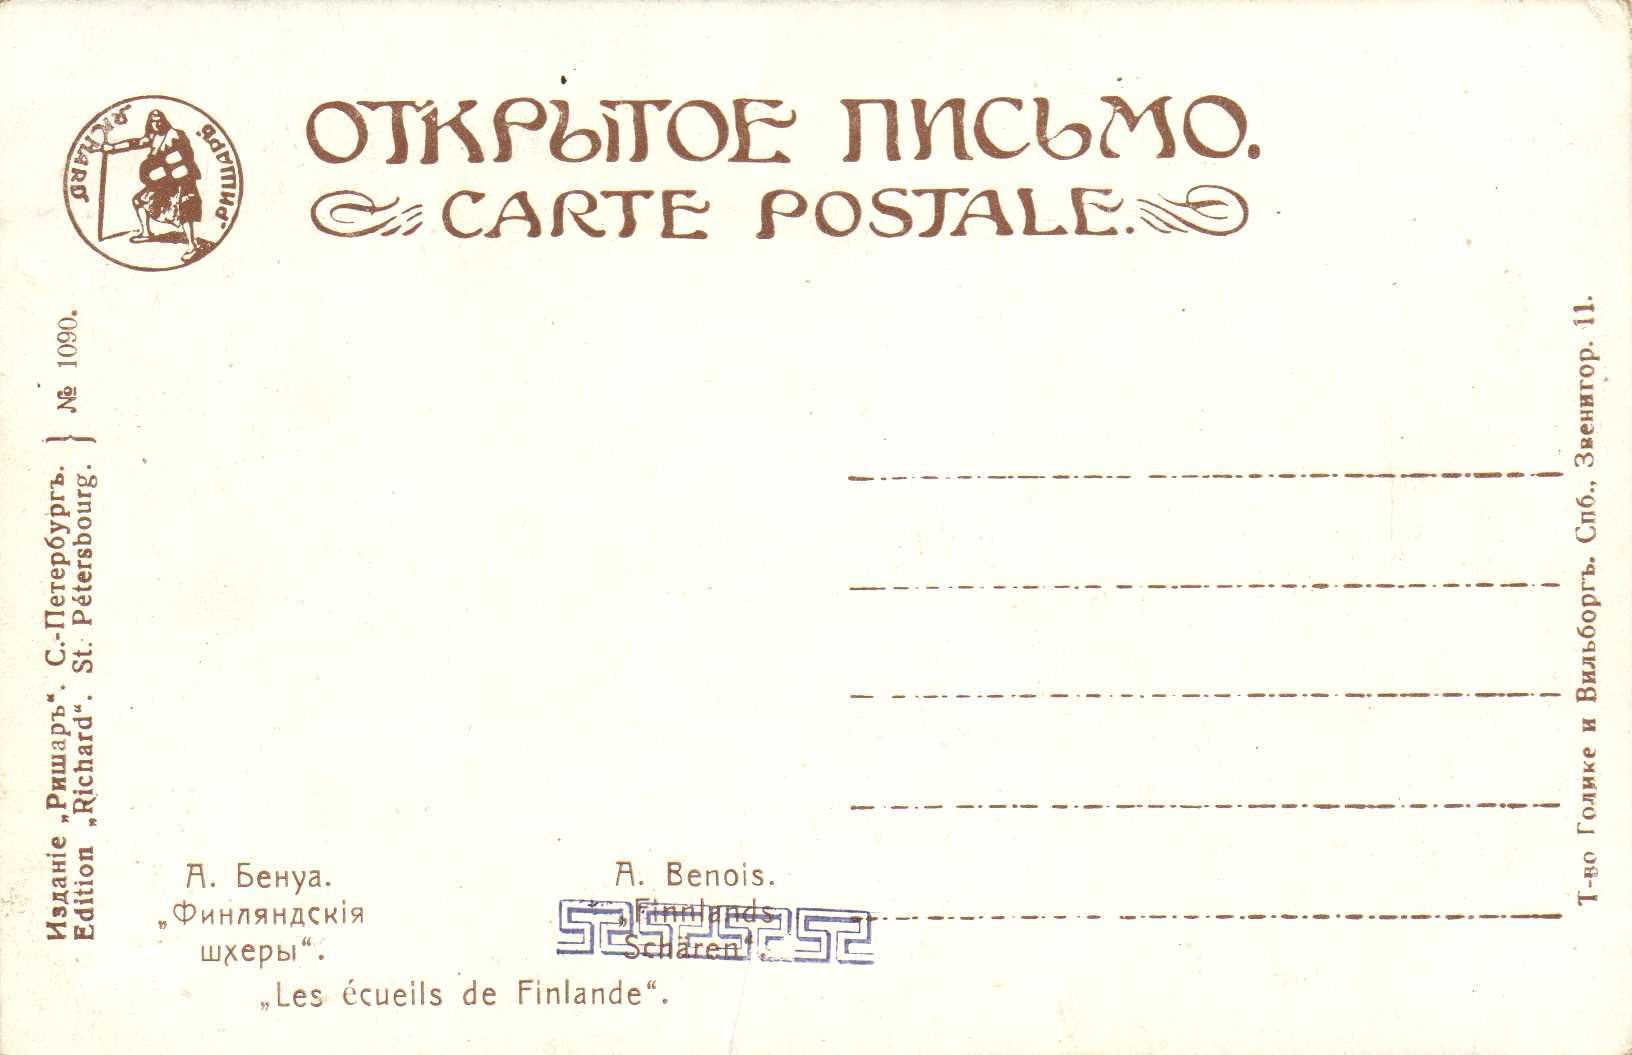 ОТКРЫТОЕ ПИСЬМО.
CARTE POSTALE.
RICHARD
РИШАРЪ
Изданіе „Ришаръ“. С.-Петербургъ. } № 1090.
Edition „Richard“. St. Pétersbourg.
А. Бенуа.
„Финляндскія
шхеры“.
A. Benois.
„Finnlands
Schären“.
„Les écueils de Finlande“.
Т-во Голике и Вильборгъ. Спб., Звенигор. 11.